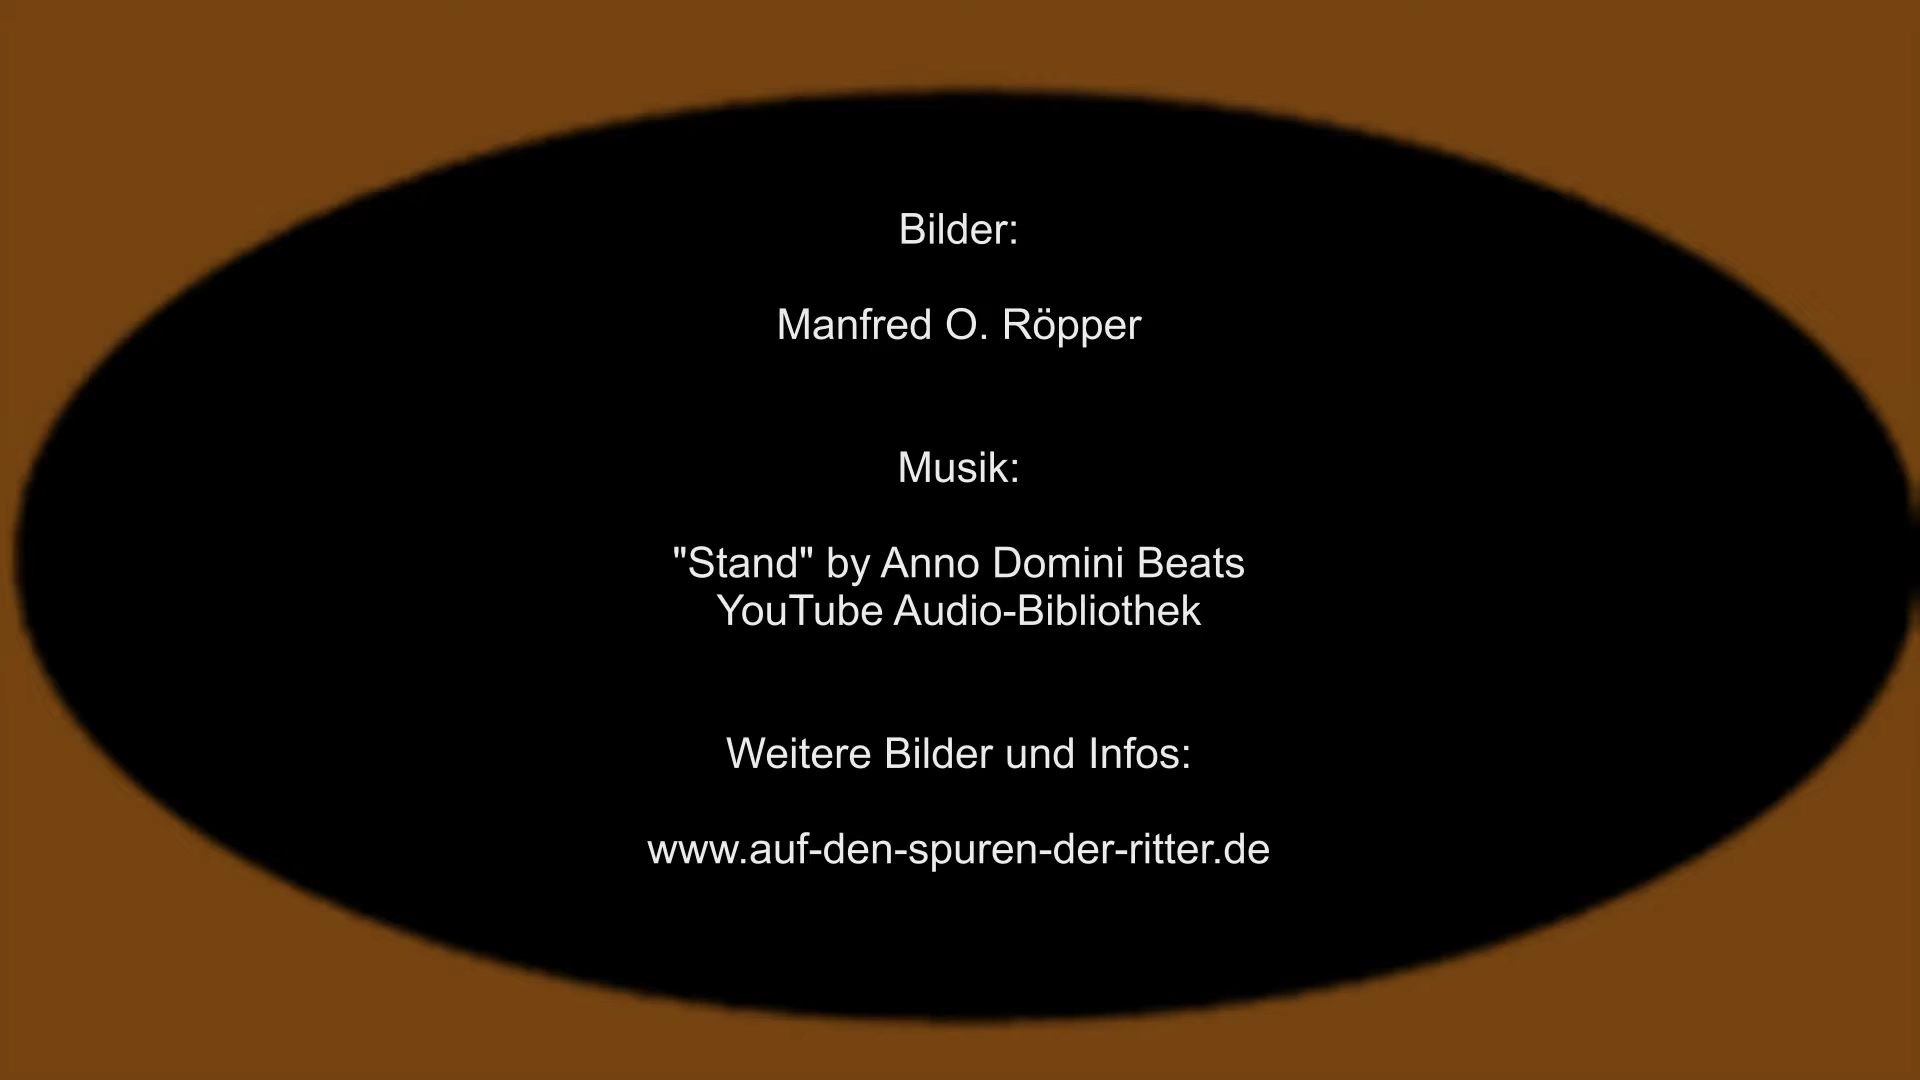 Bilder:
Manfred O. Röpper
Musik:
"Stand" by Anno Domini Beats
YouTube Audio-Bibliothek
Weitere Bilder und Infos:
www.auf-den-spuren-der-ritter.de